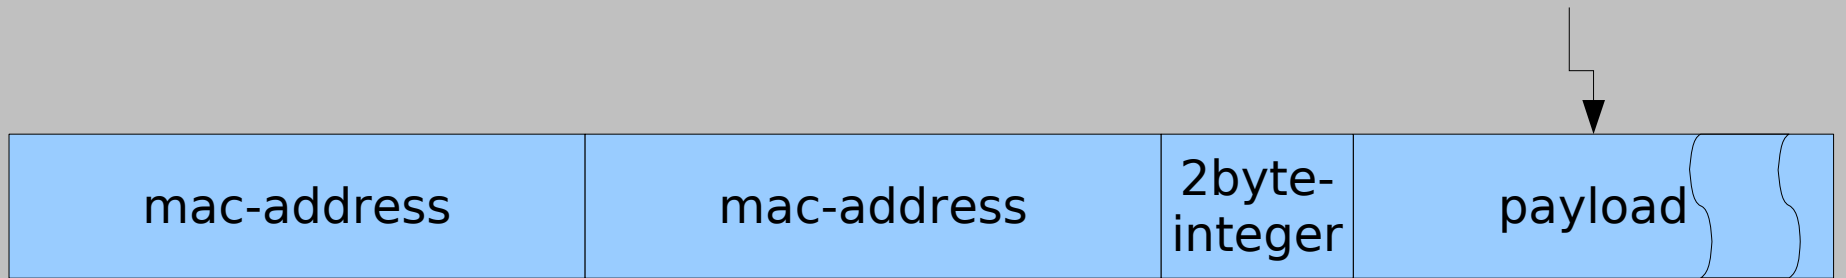 mac-address
mac-address
2byte-
integer
payload